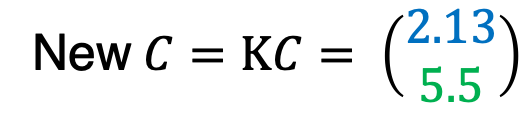 New C = KC = (2.13
5.5)